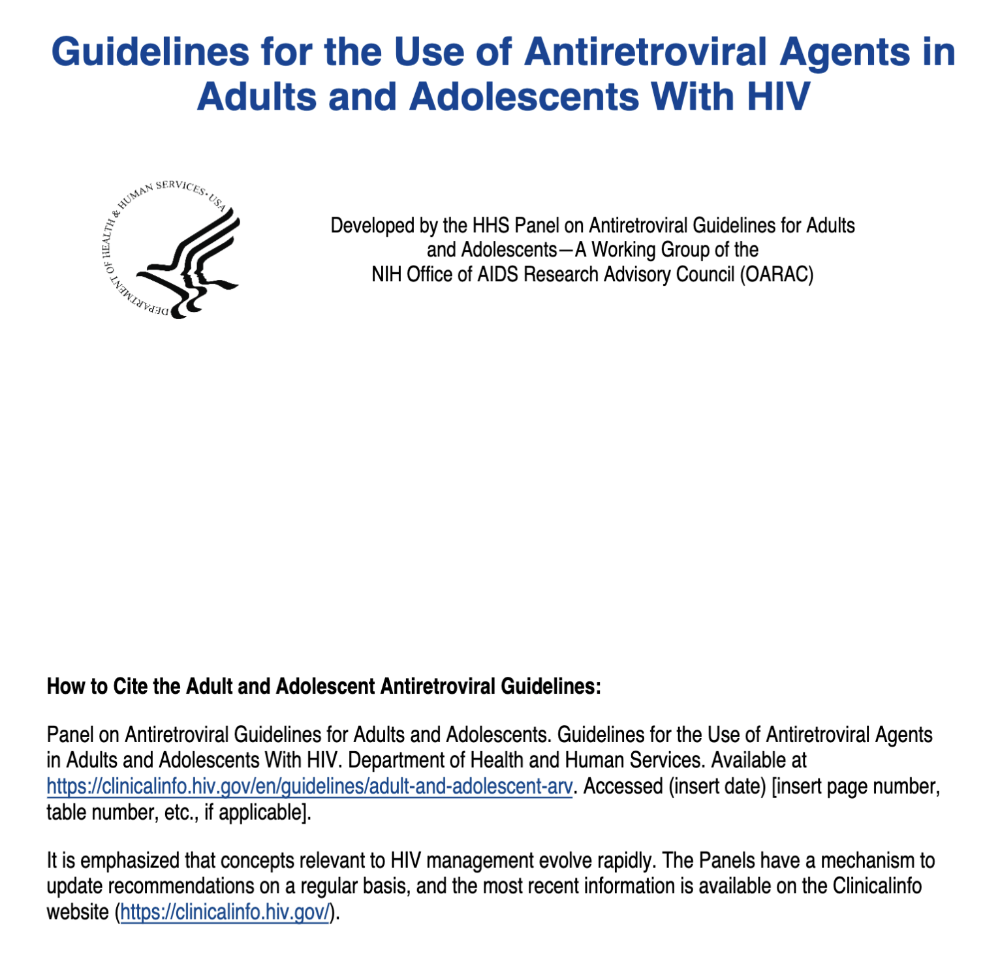 Guidelines for the Use of Antiretroviral Agents in
Adults and Adolescents With HIV
DEPARTMENT OF HEALTH & HUMAN SERVICES • USA
Developed by the HHS Panel on Antiretroviral Guidelines for Adults
and Adolescents—A Working Group of the
NIH Office of AIDS Research Advisory Council (OARAC)
How to Cite the Adult and Adolescent Antiretroviral Guidelines:
Panel on Antiretroviral Guidelines for Adults and Adolescents. Guidelines for the Use of Antiretroviral Agents
in Adults and Adolescents With HIV. Department of Health and Human Services. Available at
https://clinicalinfo.hiv.gov/en/guidelines/adult-and-adolescent-arv. Accessed (insert date) [insert page number,
table number, etc., if applicable].
It is emphasized that concepts relevant to HIV management evolve rapidly. The Panels have a mechanism to
update recommendations on a regular basis, and the most recent information is available on the Clinicalinfo
website (https://clinicalinfo.hiv.gov/).